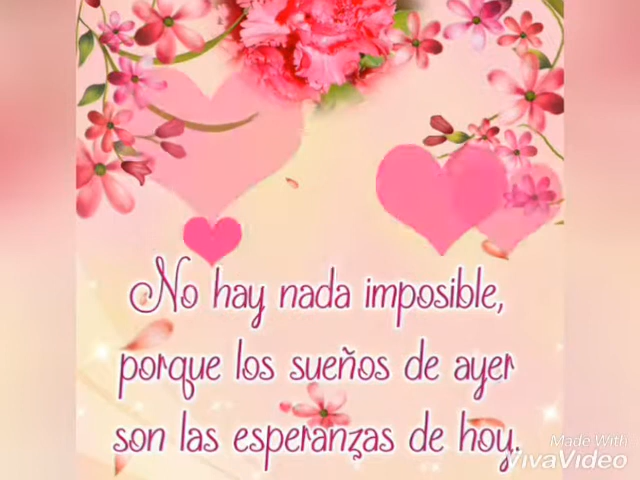 No hay nada imposible,
porque los sueños de ayer
son las esperanzas de hoy.
Made With
VivaVideo